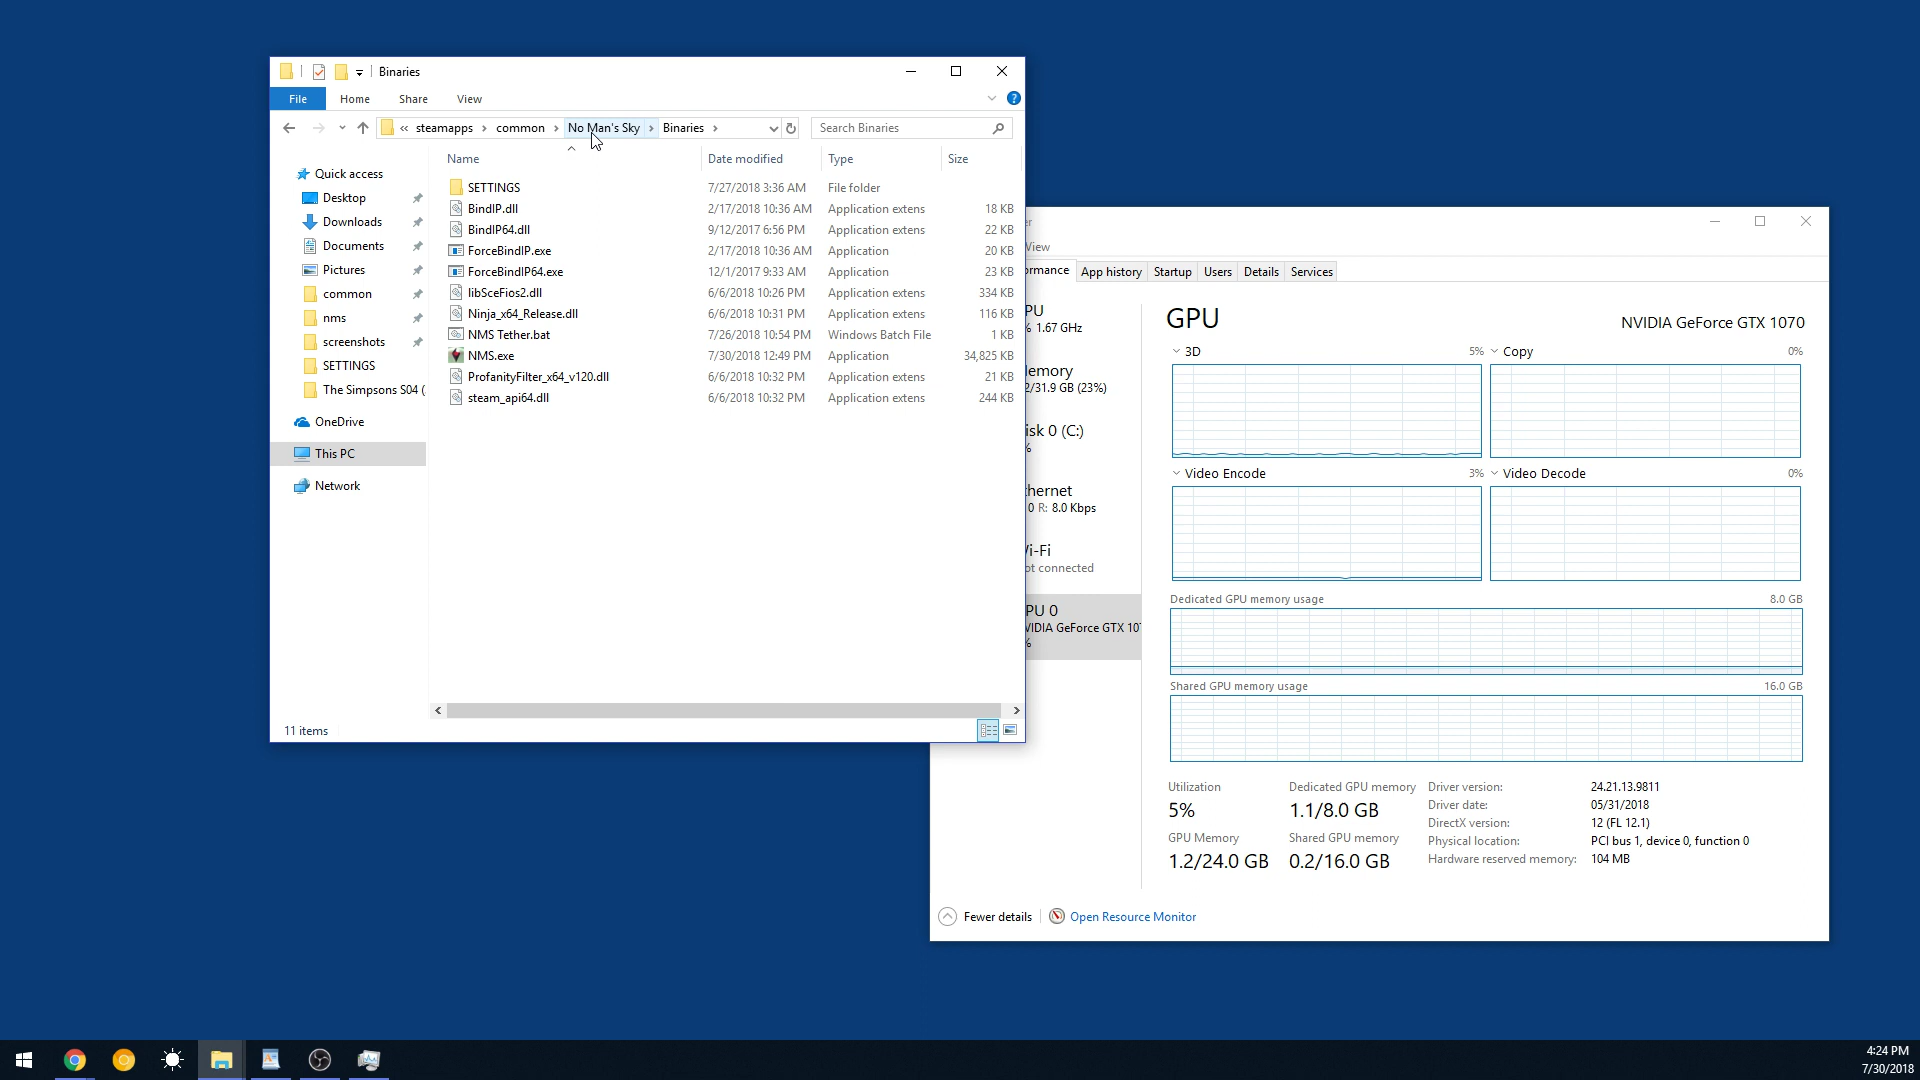 Binaries
File Home Share View
« steamapps › common › No Man's Sky › Binaries ›
Search Binaries
Name Date modified Type Size
Quick access
Desktop
Downloads
Documents
Pictures
common
nms
screenshots
SETTINGS
The Simpsons S04 (
OneDrive
This PC
Network
SETTINGS 7/27/2018 3:36 AM File folder
BindIP.dll 2/17/2018 10:36 AM Application extens 18 KB
BindIP64.dll 9/12/2017 6:56 PM Application extens 22 KB
ForceBindIP.exe 2/17/2018 10:36 AM Application 20 KB
ForceBindIP64.exe 12/1/2017 9:33 AM Application 23 KB
libSceFios2.dll 6/6/2018 10:26 PM Application extens 334 KB
Ninja_x64_Release.dll 6/6/2018 10:31 PM Application extens 116 KB
NMS Tether.bat 7/26/2018 10:54 PM Windows Batch File 1 KB
NMS.exe 7/30/2018 12:49 PM Application 34,825 KB
ProfanityFilter_x64_v120.dll 6/6/2018 10:32 PM Application extens 21 KB
steam_api64.dll 6/6/2018 10:32 PM Application extens 244 KB
11 items
er
View
rmance App history Startup Users Details Services
PU
% 1.67 GHz
emory
2/31.9 GB (23%)
isk 0 (C:)
%
hernet
0 R: 8.0 Kbps
i-Fi
ot connected
PU 0
VIDIA GeForce GTX 107
%
GPU
NVIDIA GeForce GTX 1070
3D 5% Copy 0%
Video Encode 3% Video Decode 0%
Dedicated GPU memory usage 8.0 GB
Shared GPU memory usage 16.0 GB
Utilization
5%
Dedicated GPU memory
1.1/8.0 GB
GPU Memory
1.2/24.0 GB
Shared GPU memory
0.2/16.0 GB
Driver version: 24.21.13.9811
Driver date: 05/31/2018
DirectX version: 12 (FL 12.1)
Physical location: PCI bus 1, device 0, function 0
Hardware reserved memory: 104 MB
Fewer details
Open Resource Monitor
4:24 PM
7/30/2018